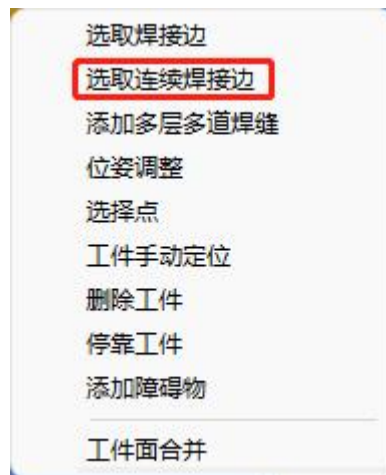 选取焊接边
选取连续焊接边
添加多层多道焊缝
位姿调整
选择点
工件手动定位
删除工件
停靠工件
添加障碍物
工件面合并